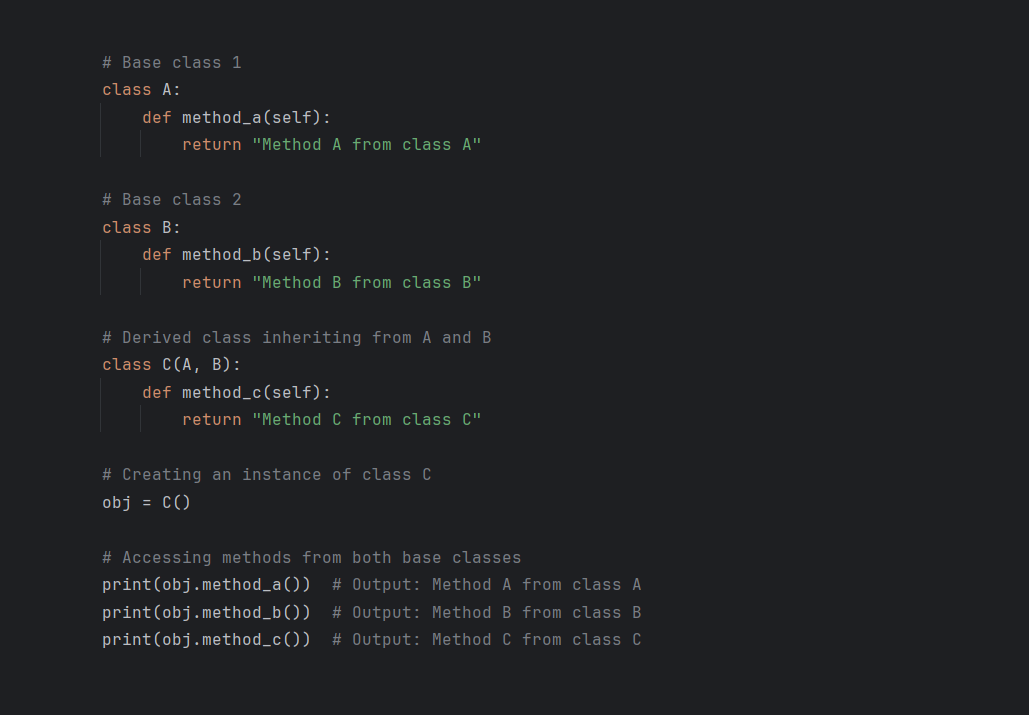 # Base class 1
class A:
    def method_a(self):
        return "Method A from class A"

# Base class 2
class B:
    def method_b(self):
        return "Method B from class B"

# Derived class inheriting from A and B
class C(A, B):
    def method_c(self):
        return "Method C from class C"

# Creating an instance of class C
obj = C()

# Accessing methods from both base classes
print(obj.method_a())  # Output: Method A from class A
print(obj.method_b())  # Output: Method B from class B
print(obj.method_c())  # Output: Method C from class C